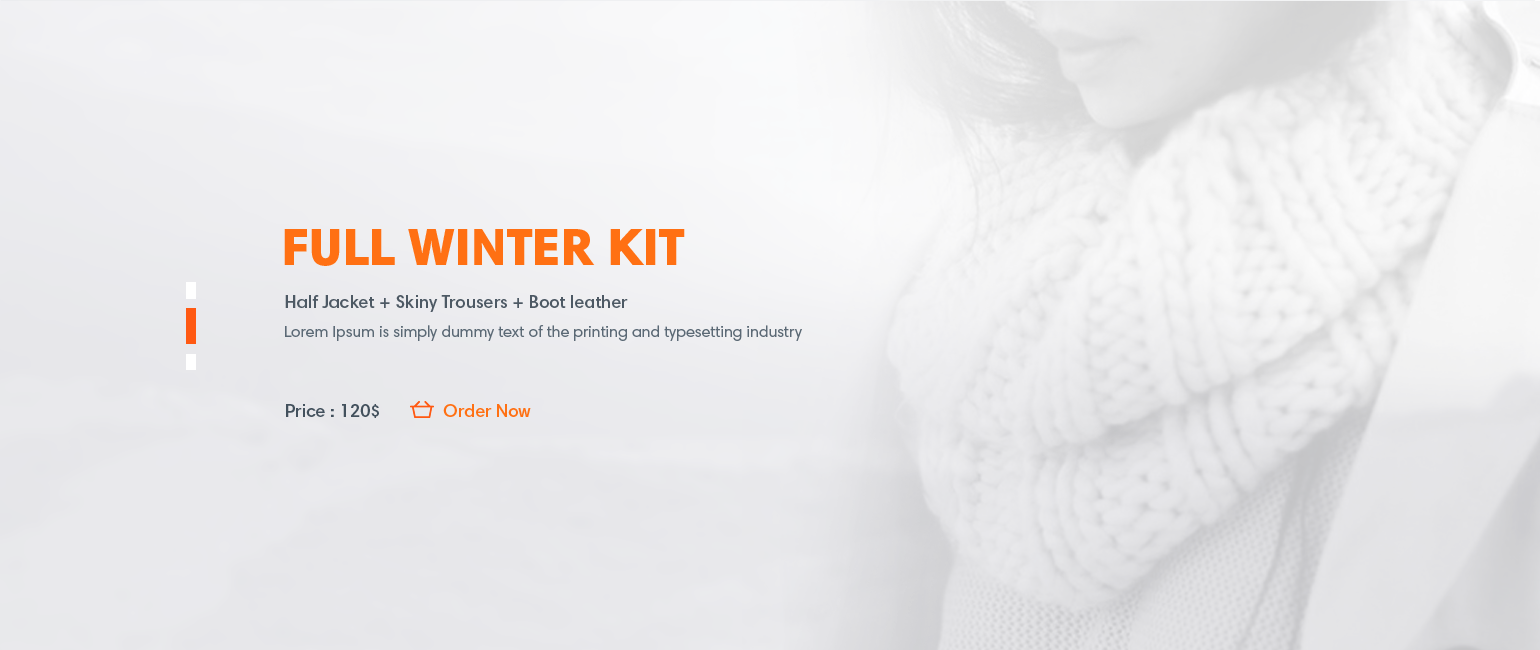 FULL WINTER KIT
Half Jacket + Skiny Trousers + Boot leather
Lorem Ipsum is simply dummy text of the printing and typesetting industry
Price : 120$ Order Now